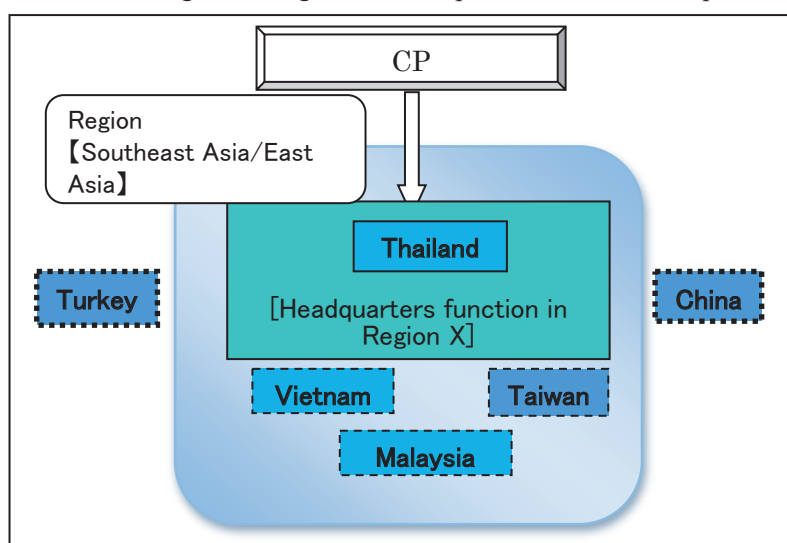 CP
Region
【Southeast Asia/East
Asia】
Thailand
[Headquarters function in
Region X]
Turkey
China
Vietnam
Taiwan
Malaysia